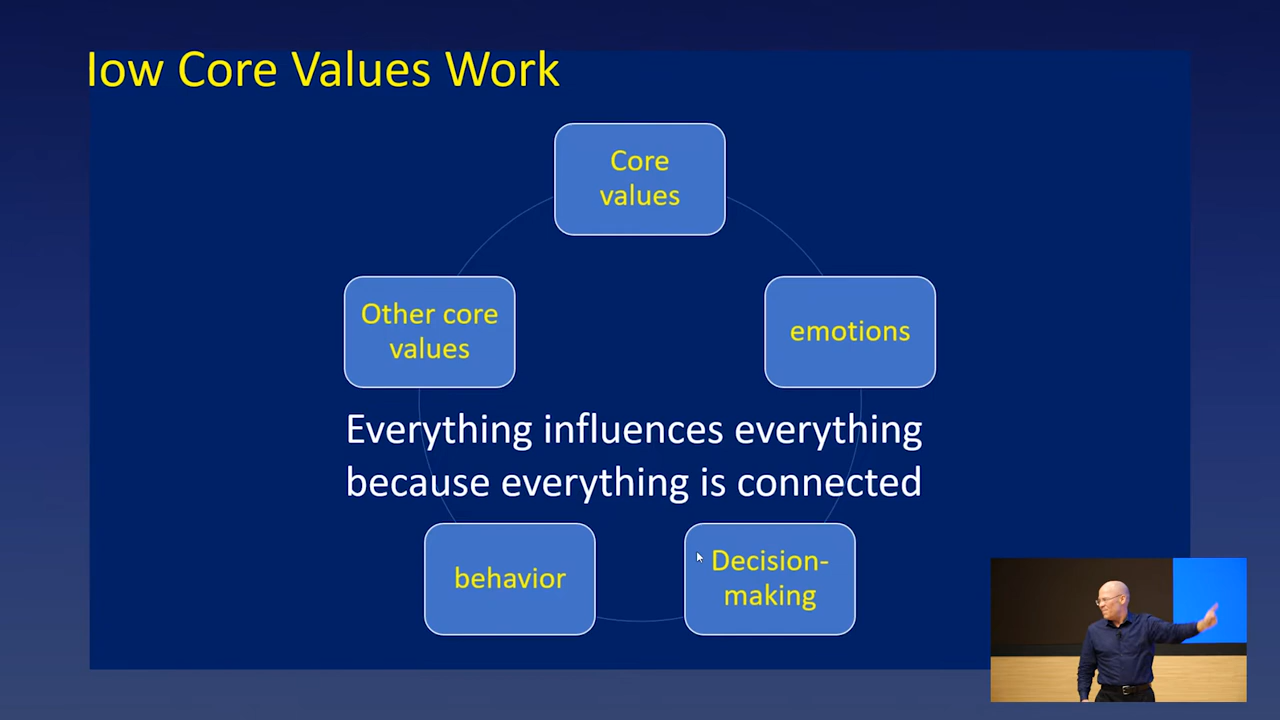 How Core Values Work
Core
values
Other core
values
emotions
Everything influences everything
because everything is connected
behavior
Decision-
making